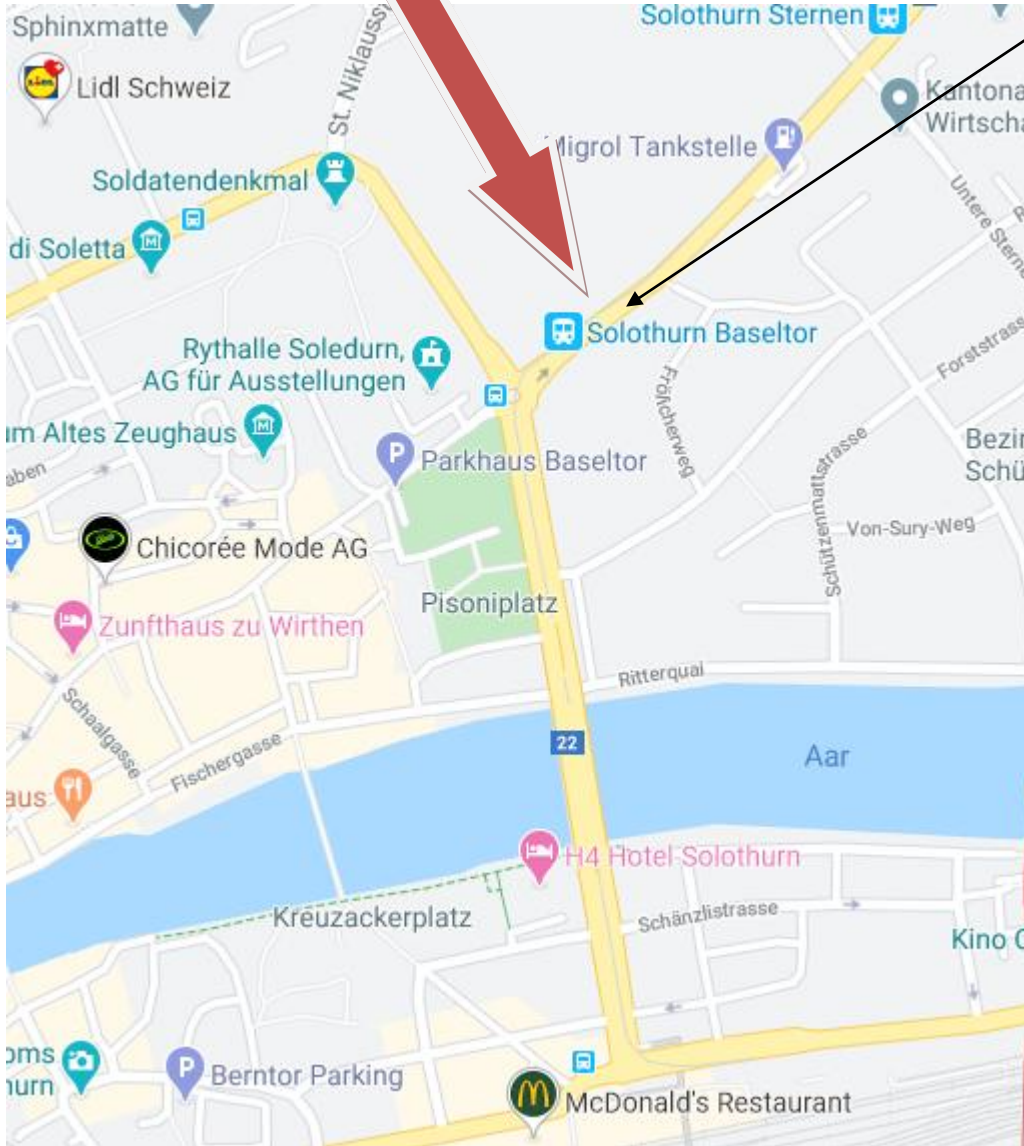 Sphinxmatte
Solothurn Sternen
Lidl Schweiz
St. Niklauss
Kantona
Wirtscha
Migrol Tankstelle
Soldatendenkmal
Untere Sterne
di Soletta
Solothurn Baseltor
Rythalle Soledurn,
AG für Ausstellungen
Forststrass
Frölicherweg
m Altes Zeughaus
Parkhaus Baseltor
Bezir
Schü
aben
Schützenmattstrasse
Von-Sury-Weg
Chicorée Mode AG
Pisoniplatz
Zunfthaus zu Wirthen
Ritterquai
Schaalgasse
Fischergasse
22
Aar
aus
H4 Hotel Solothurn
Kreuzackerplatz
Schänzlistrasse
Kino
oms
hurn
P
Berntor Parking
McDonald's Restaurant